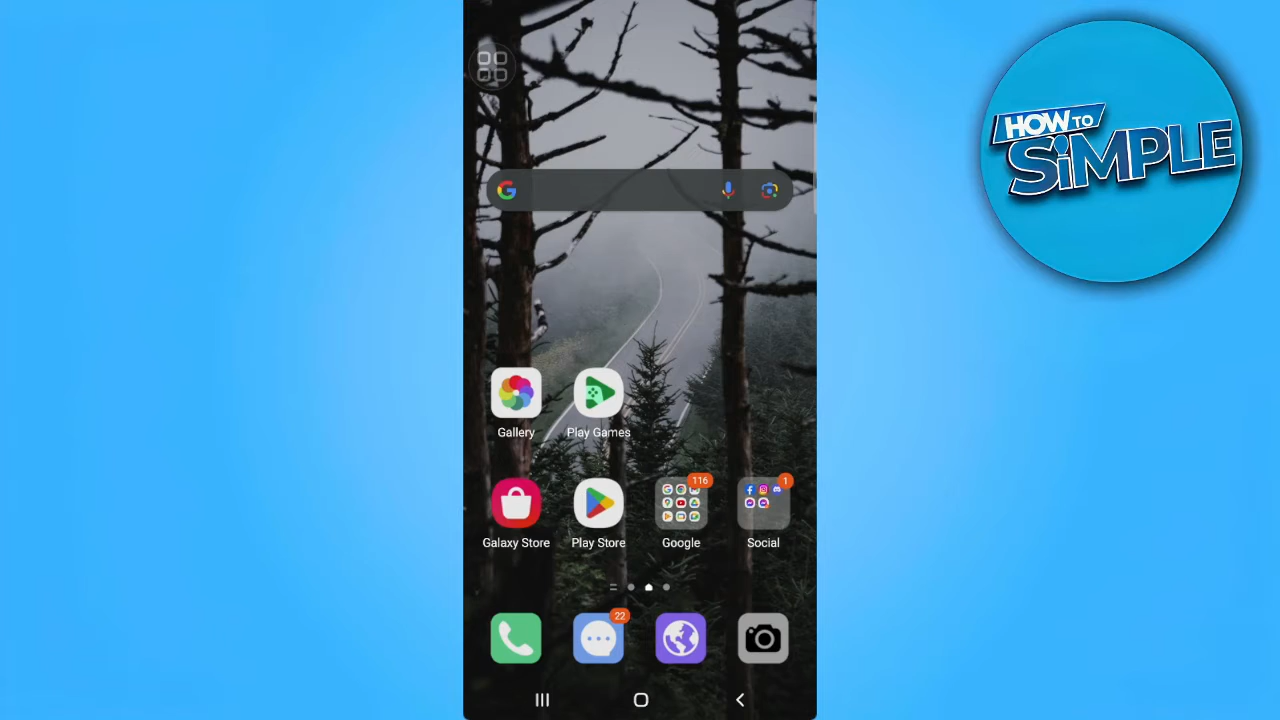 HOW TO
SiMPLE
Gallery
Play Games
116
1
Galaxy Store
Play Store
Google
Social
22